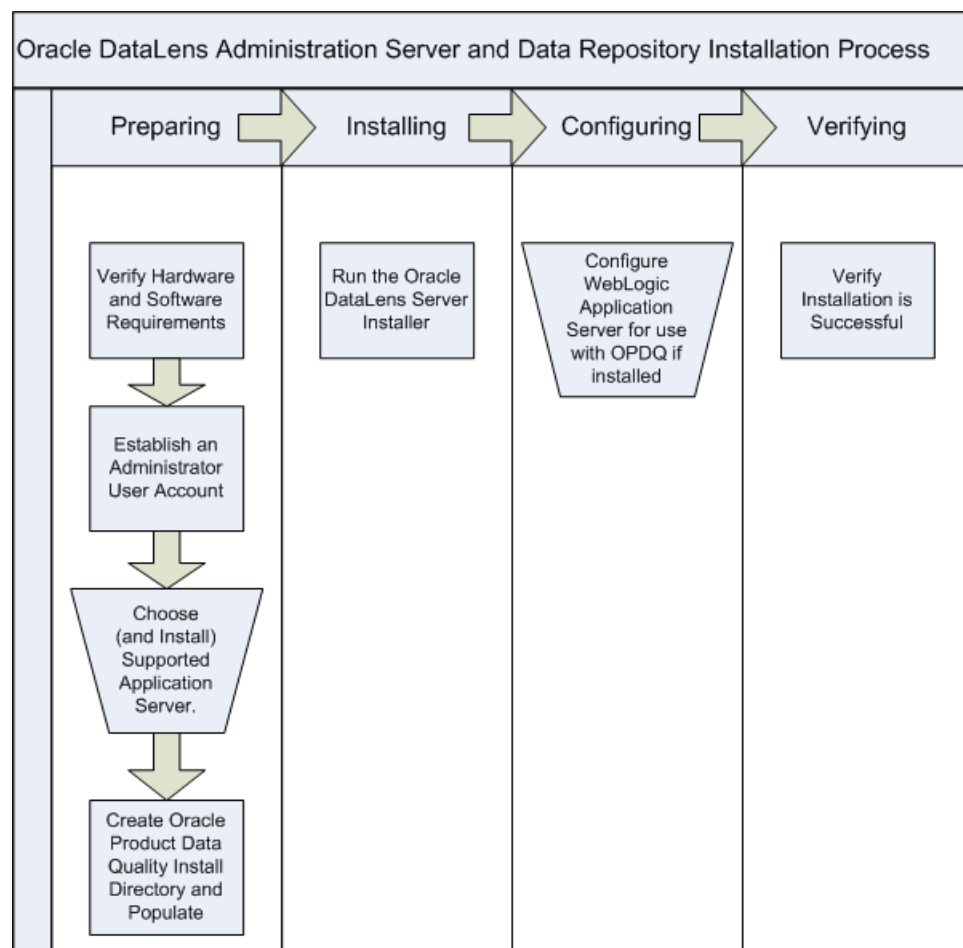 Oracle DataLens Administration Server and Data Repository Installation Process
Preparing
Installing
Configuring
Verifying
Verify Hardware
and Software
Requirements
Establish an
Administrator
User Account
Choose
(and Install)
Supported
Application
Server.
Create Oracle
Product Data
Quality Install
Directory and
Populate
Run the Oracle
DataLens Server
Installer
Configure
WebLogic
Application
Server for use
with OPDQ if
installed
Verify
Installation is
Successful